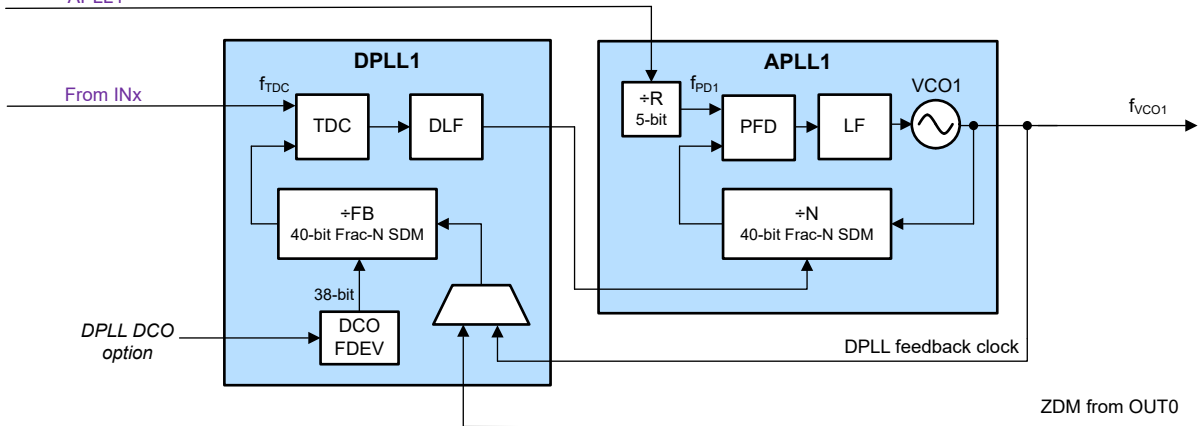 APLL1
DPLL1
APLL1
From INx
fTDC
TDC
DLF
÷R
5-bit
fPD1
PFD
LF
VCO1
fVCO1
÷FB
40-bit Frac-N SDM
÷N
40-bit Frac-N SDM
38-bit
DPLL DCO
option
DCO
FDEV
DPLL feedback clock
ZDM from OUT0